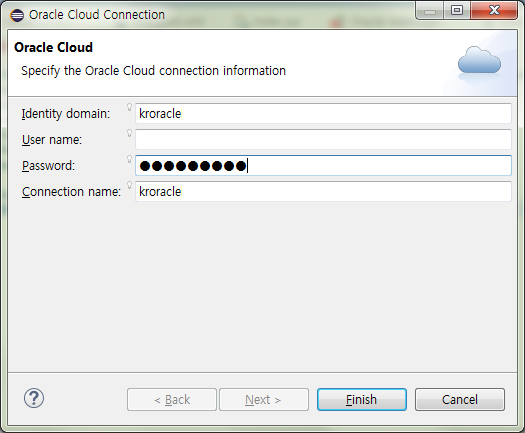 Oracle Cloud Connection
Oracle Cloud
Specify the Oracle Cloud connection information
Identity domain: kroracle
User name:
Password: ●●●●●●●●●
Connection name: kroracle
? < Back Next > Finish Cancel